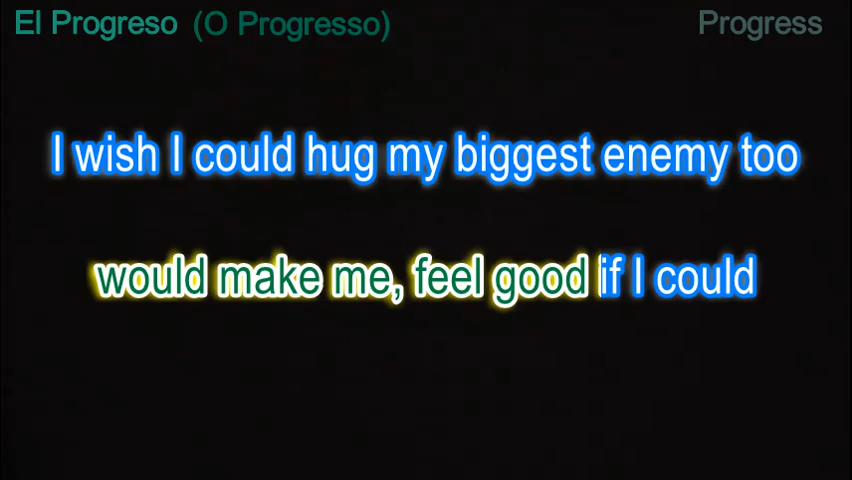 El Progreso (O Progresso) Progress
I wish I could hug my biggest enemy too
would make me, feel good if I could